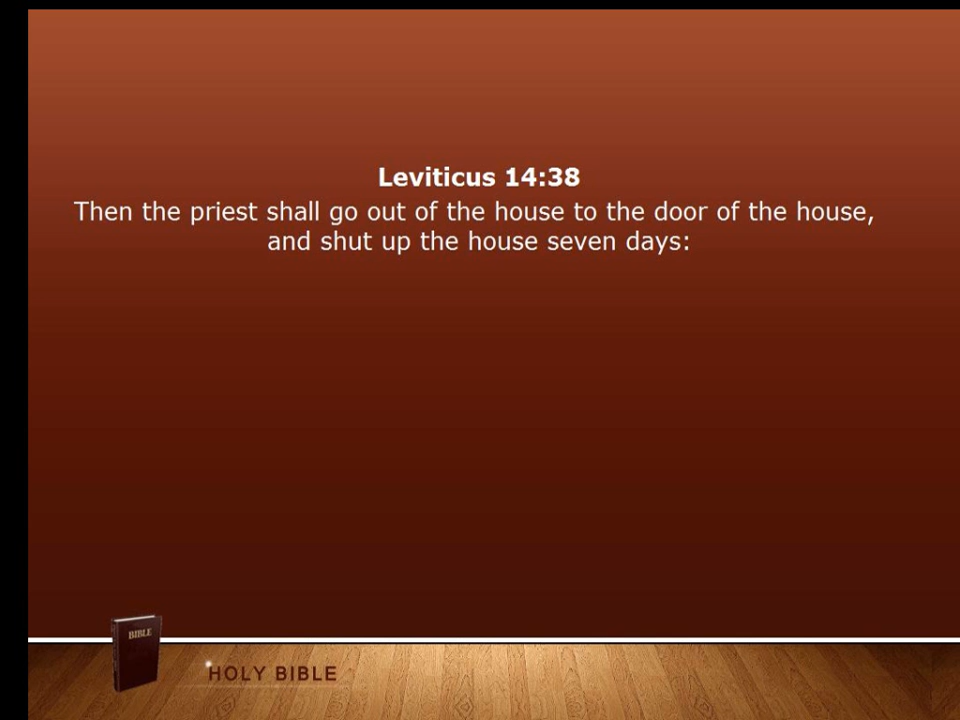 Leviticus 14:38
Then the priest shall go out of the house to the door of the house,
and shut up the house seven days:
BIBLE
HOLY BIBLE